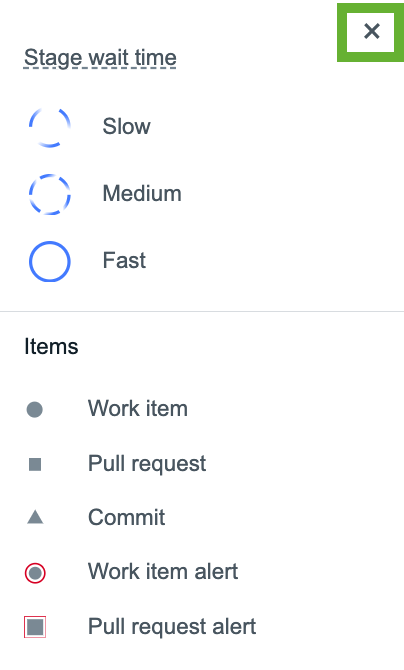 Stage wait time
Slow
Medium
Fast
Items
Work item
Pull request
Commit
Work item alert
Pull request alert